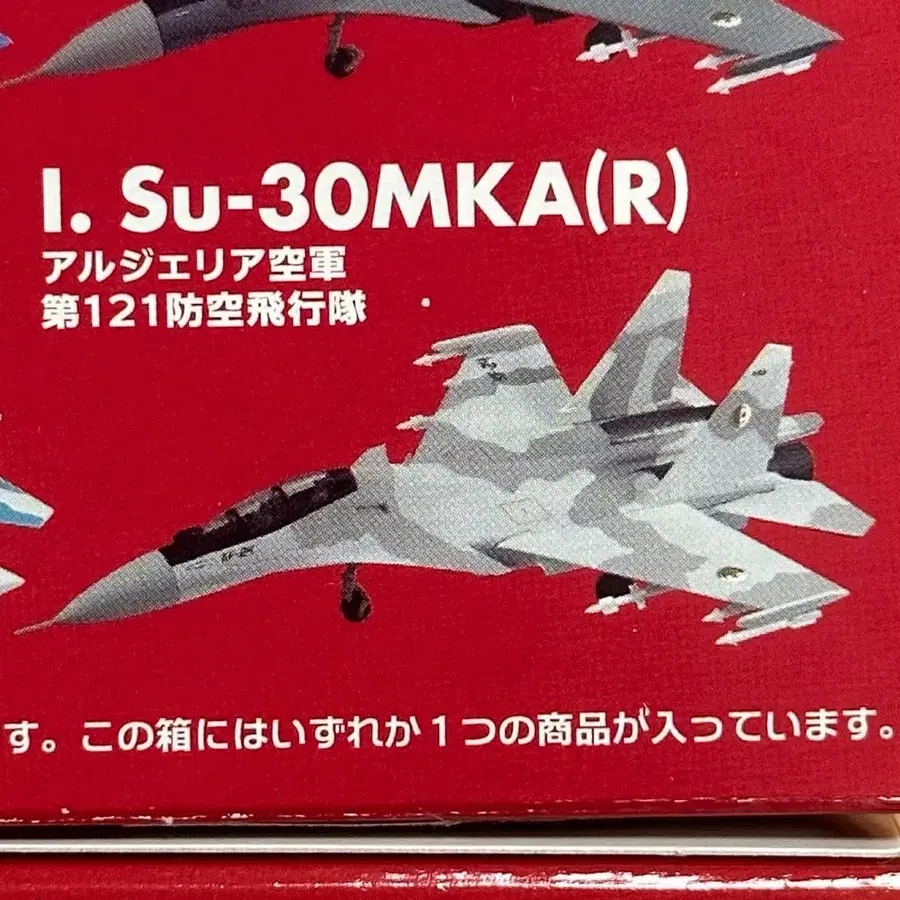 I. Su-30MKA(R)
アルジェリア空軍
第121防空飛行隊
す。この箱にはいずれか1つの商品が入っています。